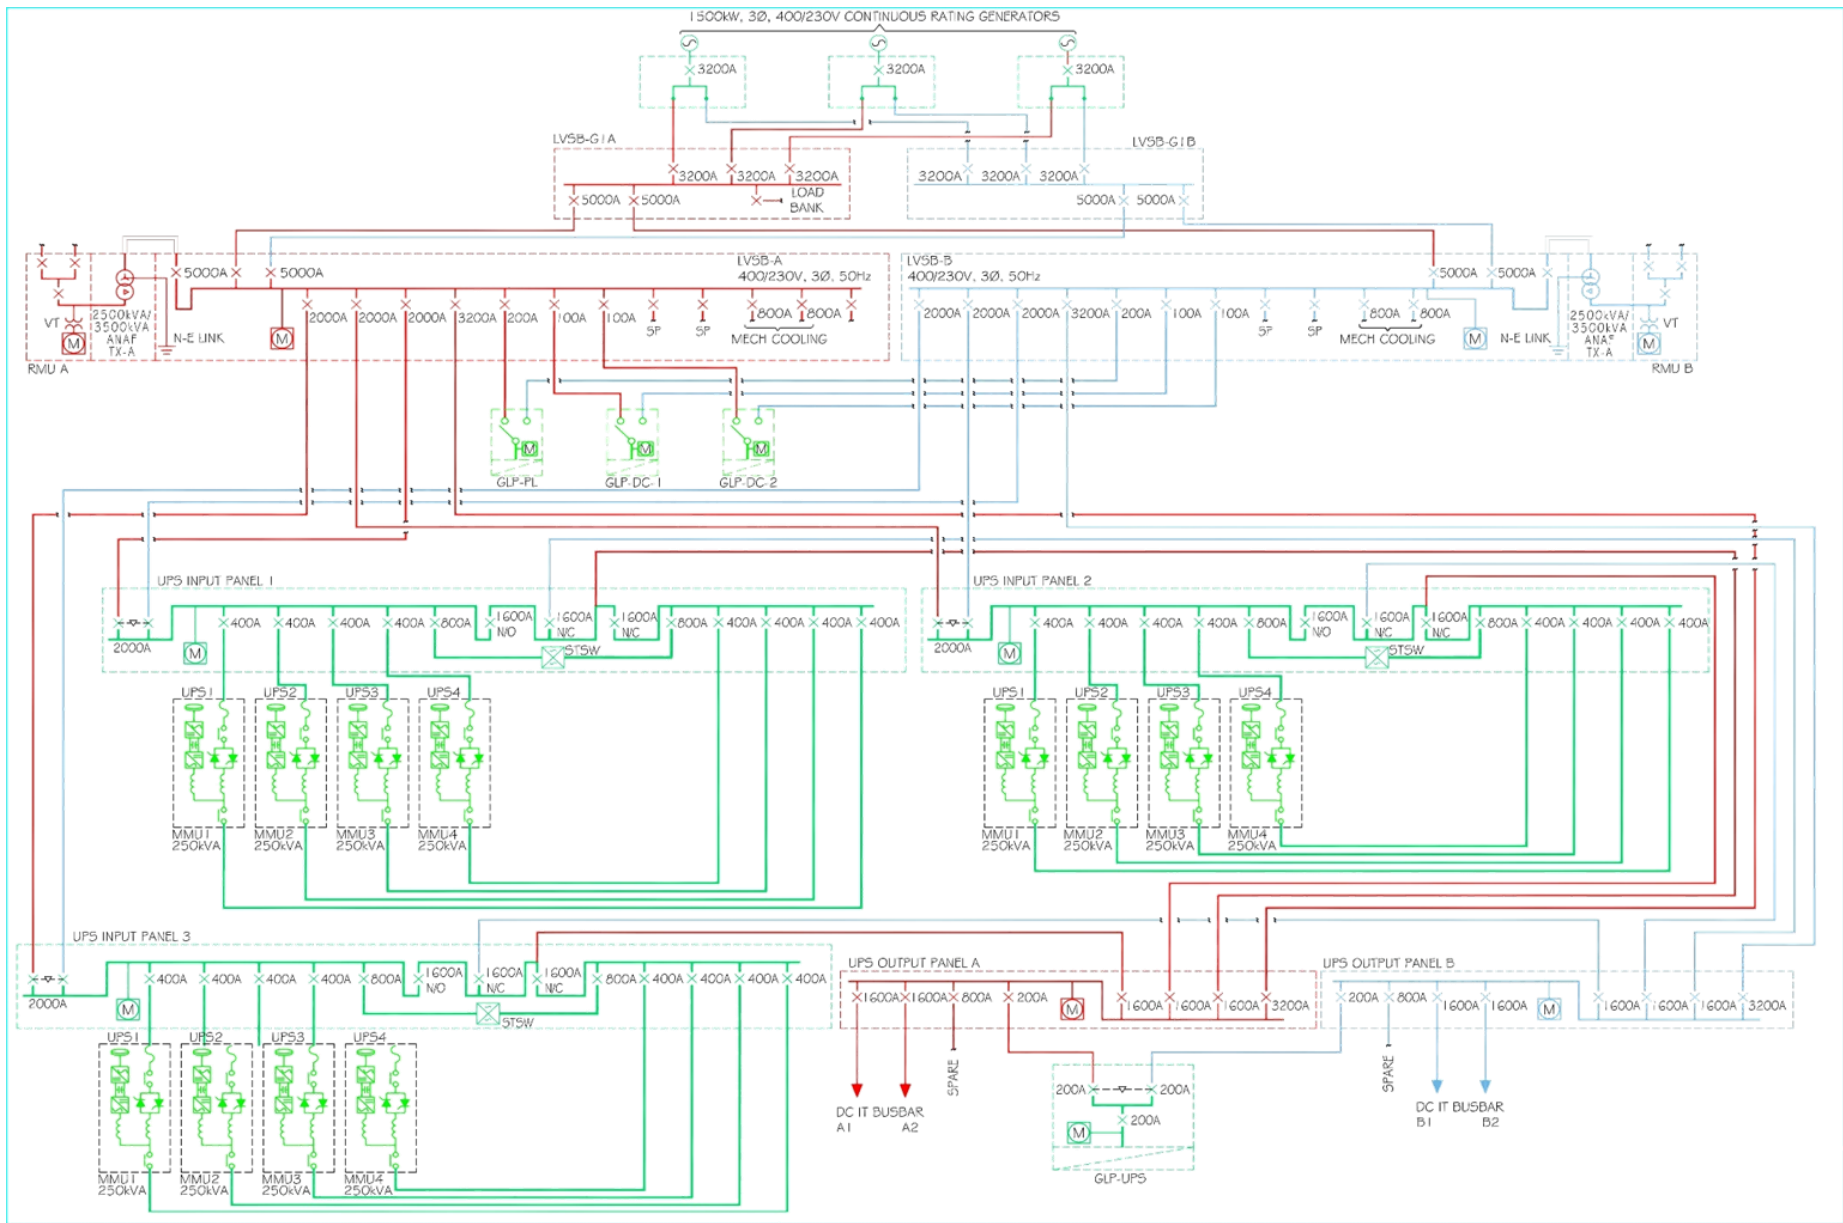 1500kW, 3Ø, 400/230V CONTINUOUS RATING GENERATORS
3200A 3200A 3200A
LVSB-G1A LVSB-G1B
3200A 3200A 3200A 3200A 3200A 3200A
5000A 5000A LOAD BANK 5000A 5000A
LVSB-A LVSB-B
5000A 5000A 400/230V, 3Ø, 50Hz 400/230V, 3Ø, 50Hz 5000A 5000A
2000A 2000A 2000A 3200A 200A 100A 100A SP SP 800A 800A
MECH COOLING
2000A 2000A 2000A 3200A 200A 100A 100A SP SP 800A 800A
MECH COOLING
VT M
2500kVA/
3500kVA
ANAF
TX-A
N-E LINK M
M N-E LINK
2500kVA/
3500kVA
ANAF
TX-A
VT M
RMU A RMU B
M M M
GLP-PL GLP-DC-1 GLP-DC-2
UPS INPUT PANEL 1
400A 400A 400A 400A 800A 1600A N/O 1600A N/C 1600A N/C 800A 400A 400A 400A 400A
2000A M STSW
UPS1 UPS2 UPS3 UPS4
MMU1 MMU2 MMU3 MMU4
250kVA 250kVA 250kVA 250kVA
UPS INPUT PANEL 2
400A 400A 400A 400A 800A 1600A N/O 1600A N/C 1600A N/C 800A 400A 400A 400A 400A
2000A M STSW
UPS1 UPS2 UPS3 UPS4
MMU1 MMU2 MMU3 MMU4
250kVA 250kVA 250kVA 250kVA
UPS INPUT PANEL 3
400A 400A 400A 400A 800A 1600A N/O 1600A N/C 1600A N/C 800A 400A 400A 400A 400A
2000A M STSW
UPS1 UPS2 UPS3 UPS4
MMU1 MMU2 MMU3 MMU4
250kVA 250kVA 250kVA 250kVA
UPS OUTPUT PANEL A
1600A 1600A 800A 200A M 1600A 1600A 1600A 3200A
SPARE
DC IT BUSBAR
A1 A2
UPS OUTPUT PANEL B
200A 800A 1600A 1600A M 1600A 1600A 1600A 3200A
SPARE
DC IT BUSBAR
B1 B2
200A 200A
200A
M
GLP-UPS